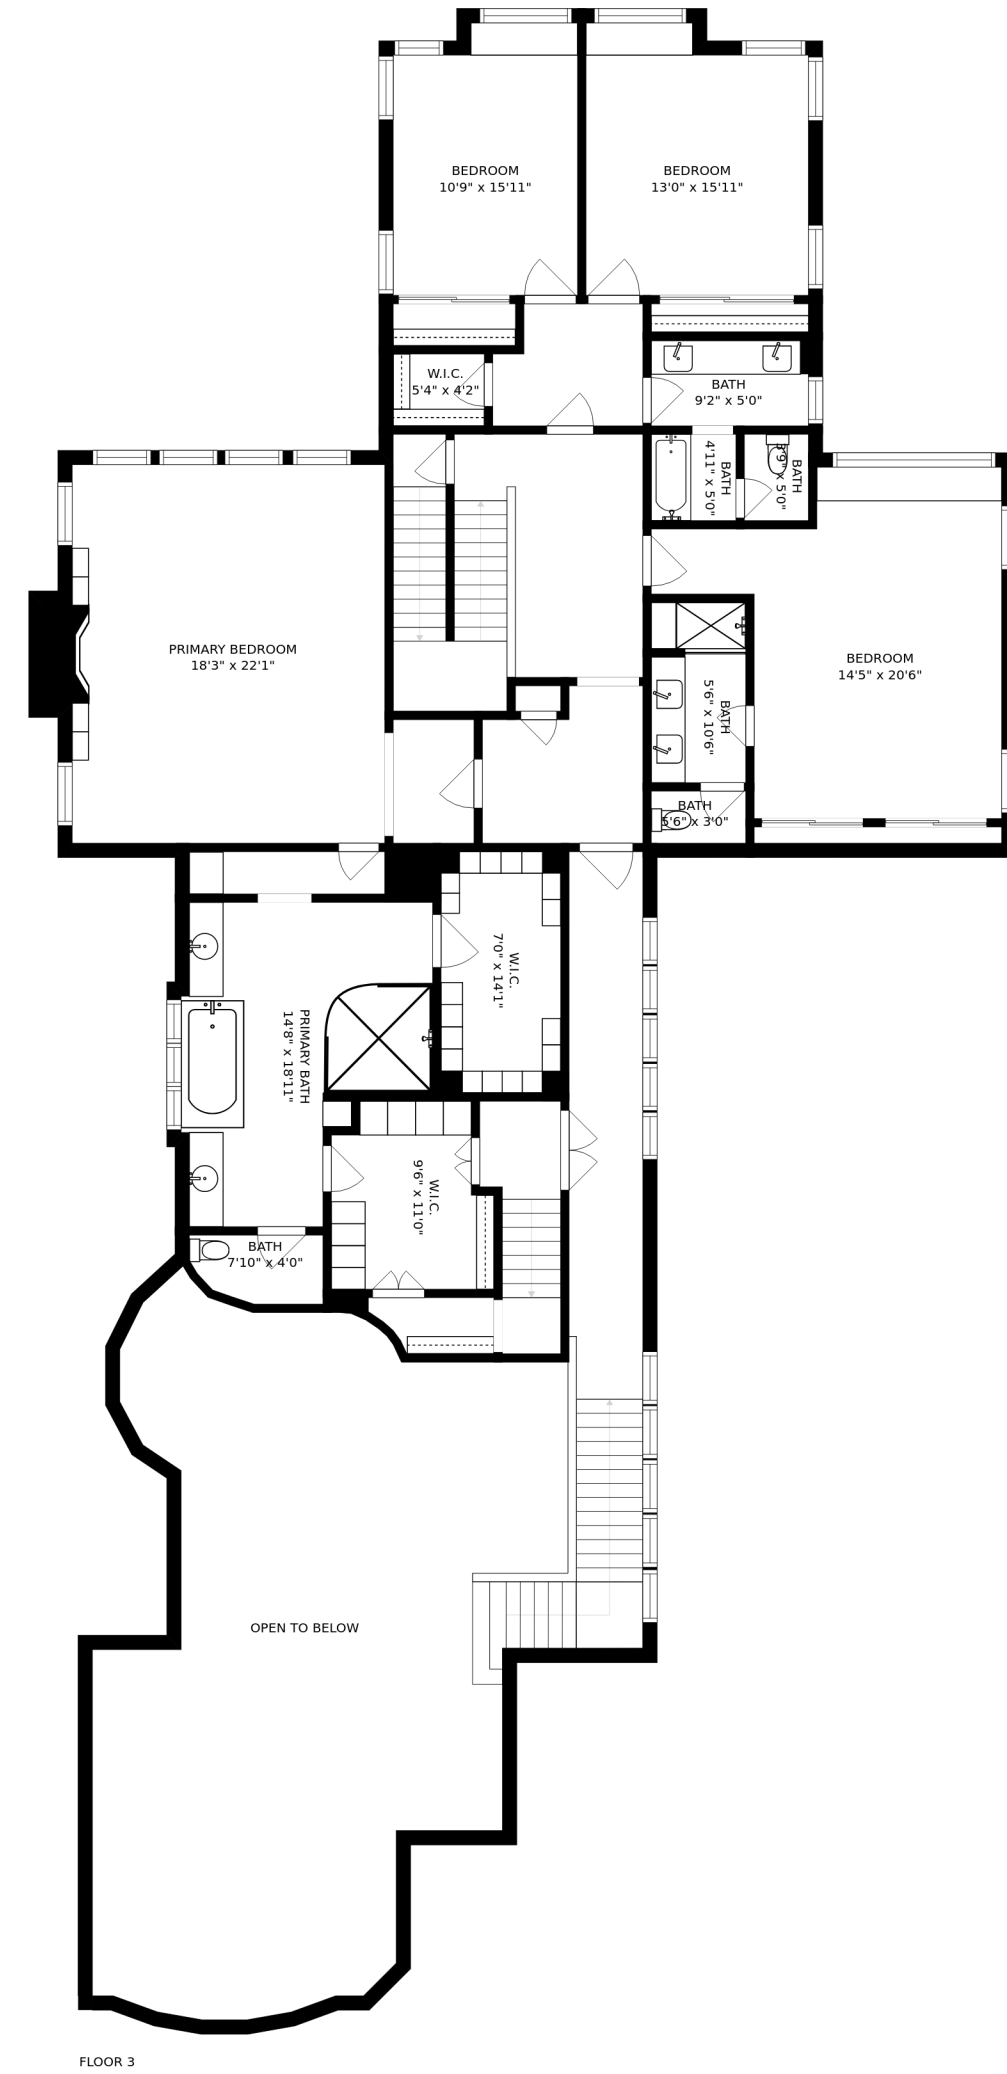 BEDROOM
10'9" x 15'11"
BEDROOM
13'0" x 15'11"
W.I.C.
5'4" x 4'2"
BATH
9'2" x 5'0"
BATH
4'11" x 5'0"
BATH
3'9" x 5'0"
PRIMARY BEDROOM
18'3" x 22'1"
BEDROOM
14'5" x 20'6"
BATH
5'6" x 10'6"
BATH
5'6" x 3'0"
W.I.C.
7'0" x 14'1"
PRIMARY BATH
14'8" x 18'11"
W.I.C.
9'6" x 11'0"
BATH
7'10" x 4'0"
OPEN TO BELOW
FLOOR 3